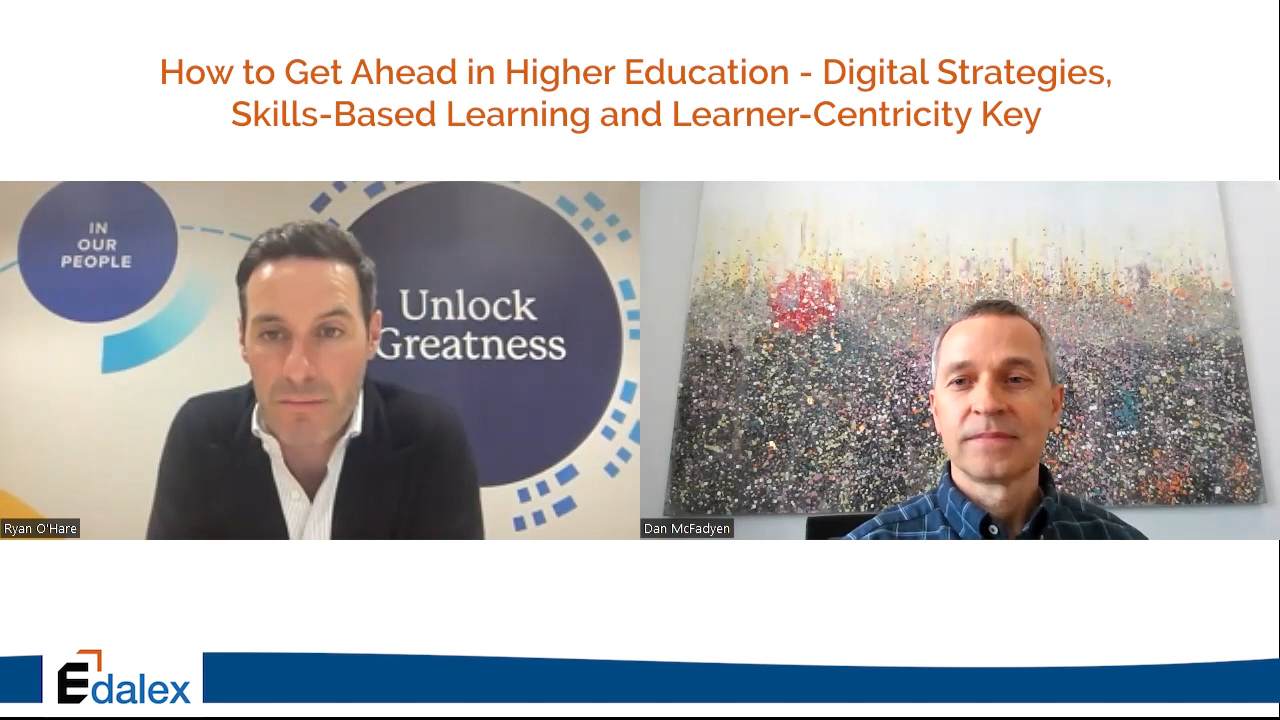 How to Get Ahead in Higher Education - Digital Strategies,
Skills-Based Learning and Learner-Centricity Key
IN
OUR
PEOPLE
Unlock
Greatness
Ryan O'Hare
Dan McFadyen
Edalex